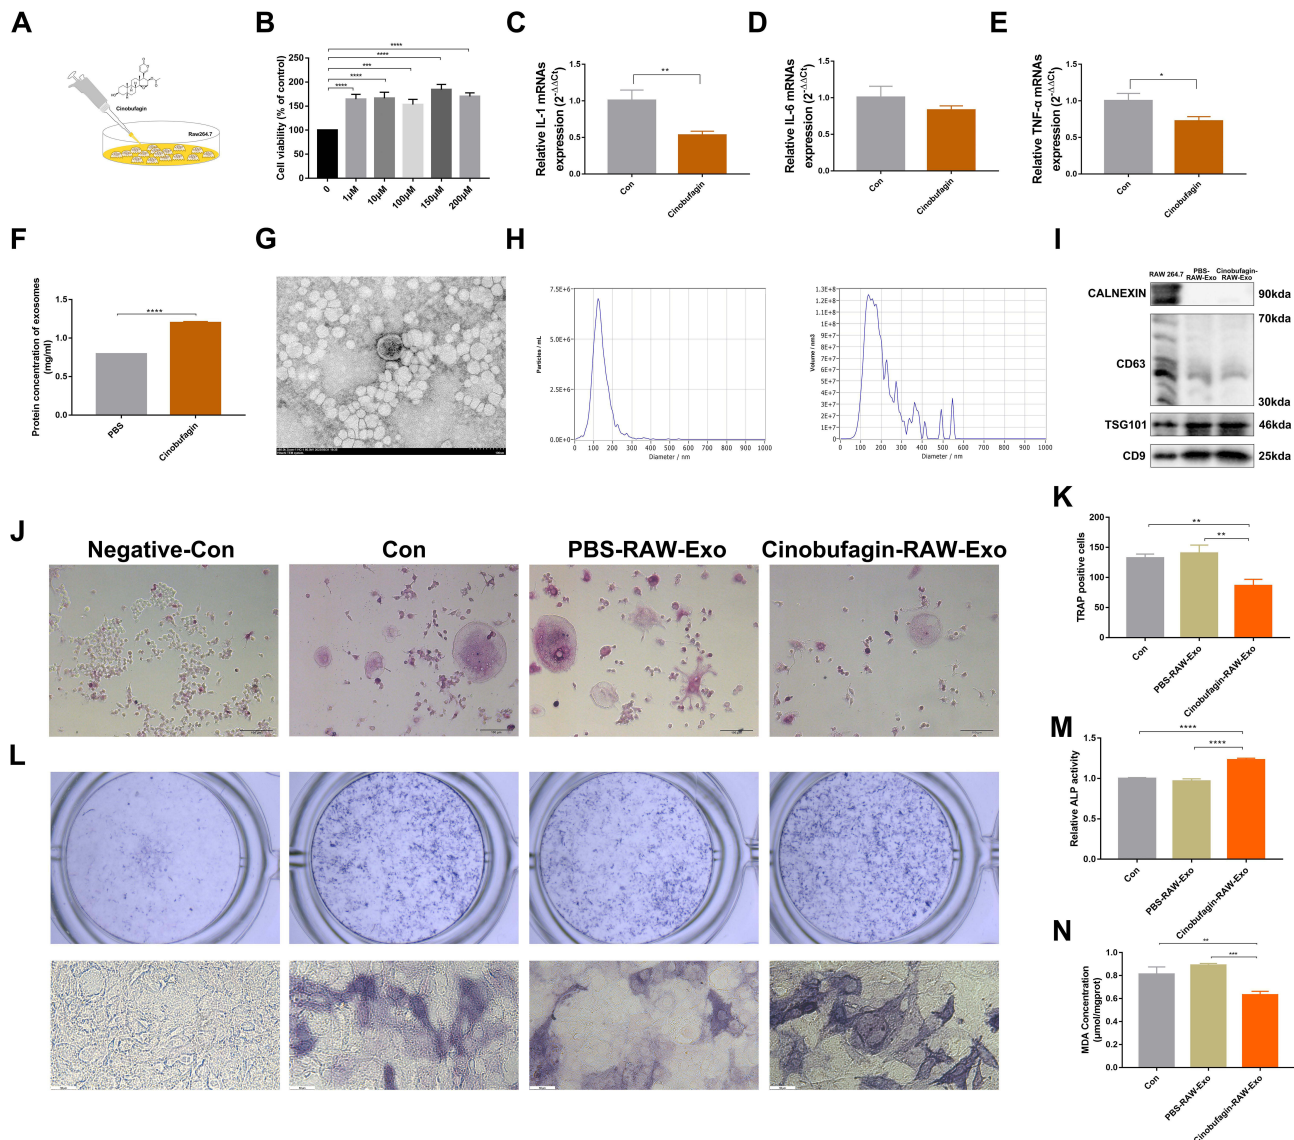 A
Cinobufagin
Raw264.7
B
Cell viability (% of control)
250
200
150
100
50
0
****
****
***
****
****
0
1μM
10μM
100μM
150μM
200μM
C
Relative IL-1 mRNAs
expression (2-ΔΔCt)
1.5
1.0
0.5
0.0
**
Con
Cinobufagin
D
Relative IL-6 mRNAs
expression (2-ΔΔCt)
1.5
1.0
0.5
0.0
Con
Cinobufagin
E
Relative TNF-α mRNAs
expression (2-ΔΔCt)
1.5
1.0
0.5
0.0
*
Con
Cinobufagin
F
Protein concentration of exosomes
(mg/ml)
1.5
1.0
0.5
0.0
****
PBS
Cinobufagin
G
H
Particles / mL
7.5E+6
5.0E+6
2.5E+6
0.0E+0
0 100 200 300 400 500 600 700 800 900 1000
Diameter / nm
Volume / nm3
1.3E+8
1.2E+8
1.1E+8
1E+8
9E+7
8E+7
7E+7
6E+7
5E+7
4E+7
3E+7
2E+7
1E+7
0
0 100 200 300 400 500 600 700 800 900 1000
Diameter / nm
I
RAW 264.7
PBS-
RAW-Exo
Cinobufagin-
RAW-Exo
CALNEXIN
90kda
70kda
CD63
30kda
TSG101
46kda
CD9
25kda
J
Negative-Con
Con
PBS-RAW-Exo
Cinobufagin-RAW-Exo
K
TRAP positive cells
200
150
100
50
0
**
**
Con
PBS-RAW-Exo
Cinobufagin-RAW-Exo
L
M
Relative ALP activity
1.5
1.0
0.5
0.0
****
****
Con
PBS-RAW-Exo
Cinobufagin-RAW-Exo
N
MDA Concentration
(μmol/mgprot)
1.0
0.8
0.6
0.4
0.2
0.0
**
***
Con
PBS-RAW-Exo
Cinobufagin-RAW-Exo